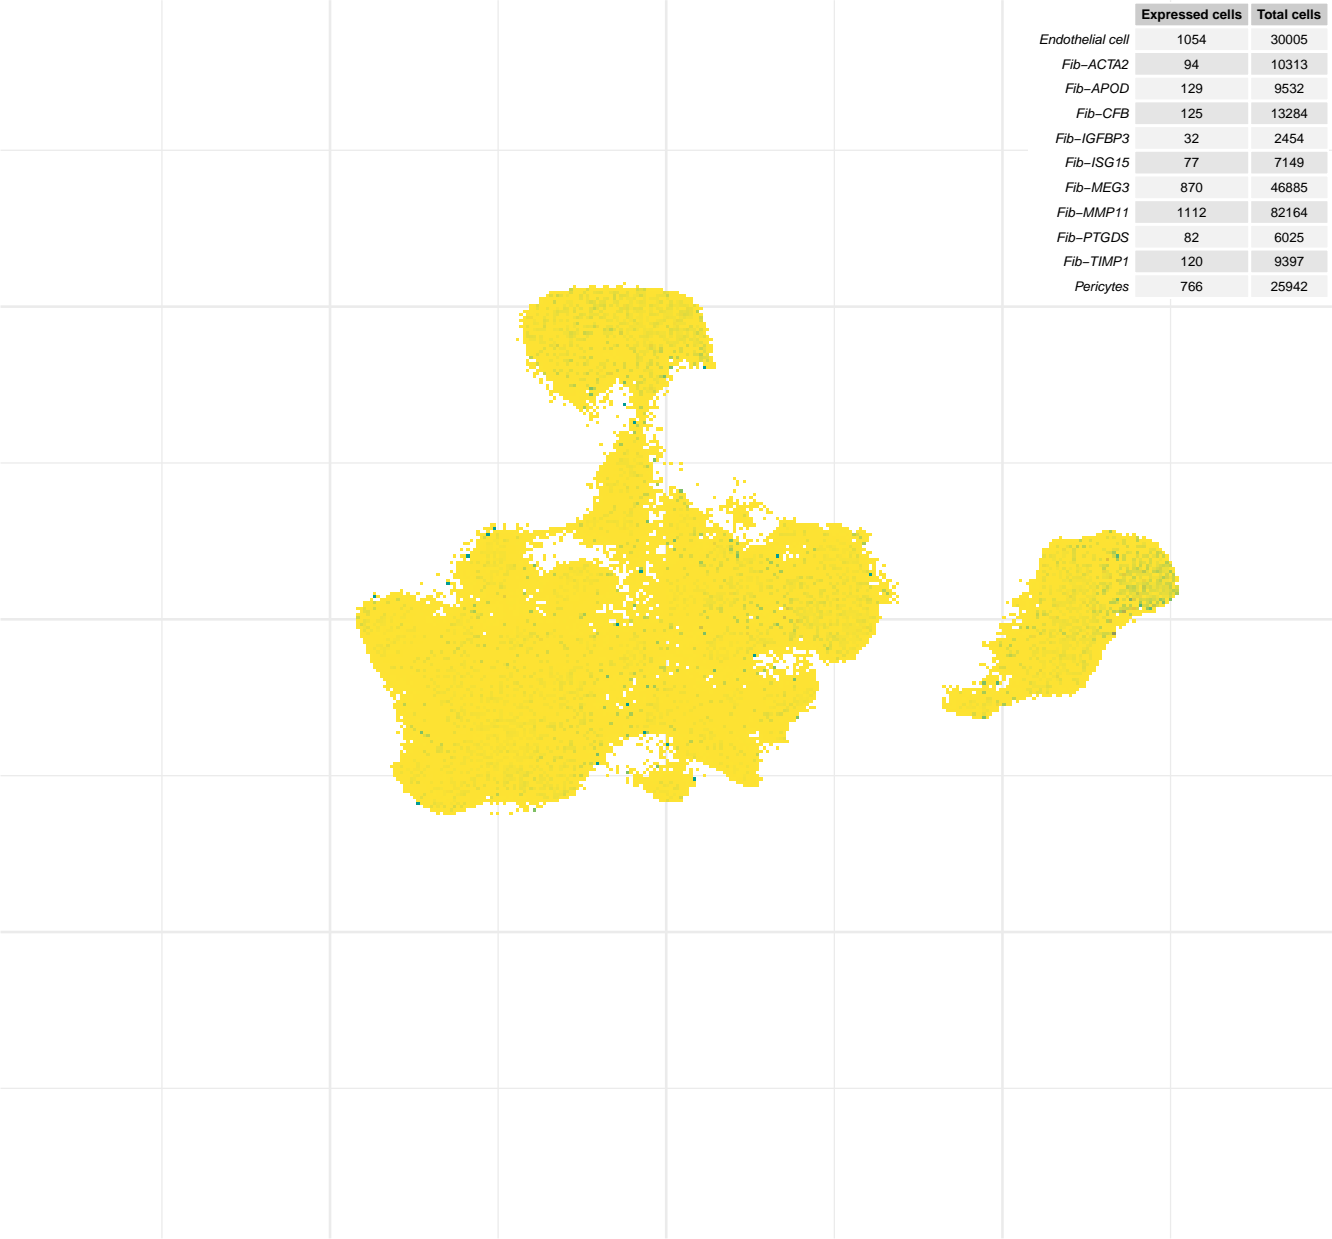 Expressed cells Total cells
Endothelial cell 1054 30005
Fib−ACTA2 94 10313
Fib−APOD 129 9532
Fib−CFB 125 13284
Fib−IGFBP3 32 2454
Fib−ISG15 77 7149
Fib−MEG3 870 46885
Fib−MMP11 1112 82164
Fib−PTGDS 82 6025
Fib−TIMP1 120 9397
Pericytes 766 25942